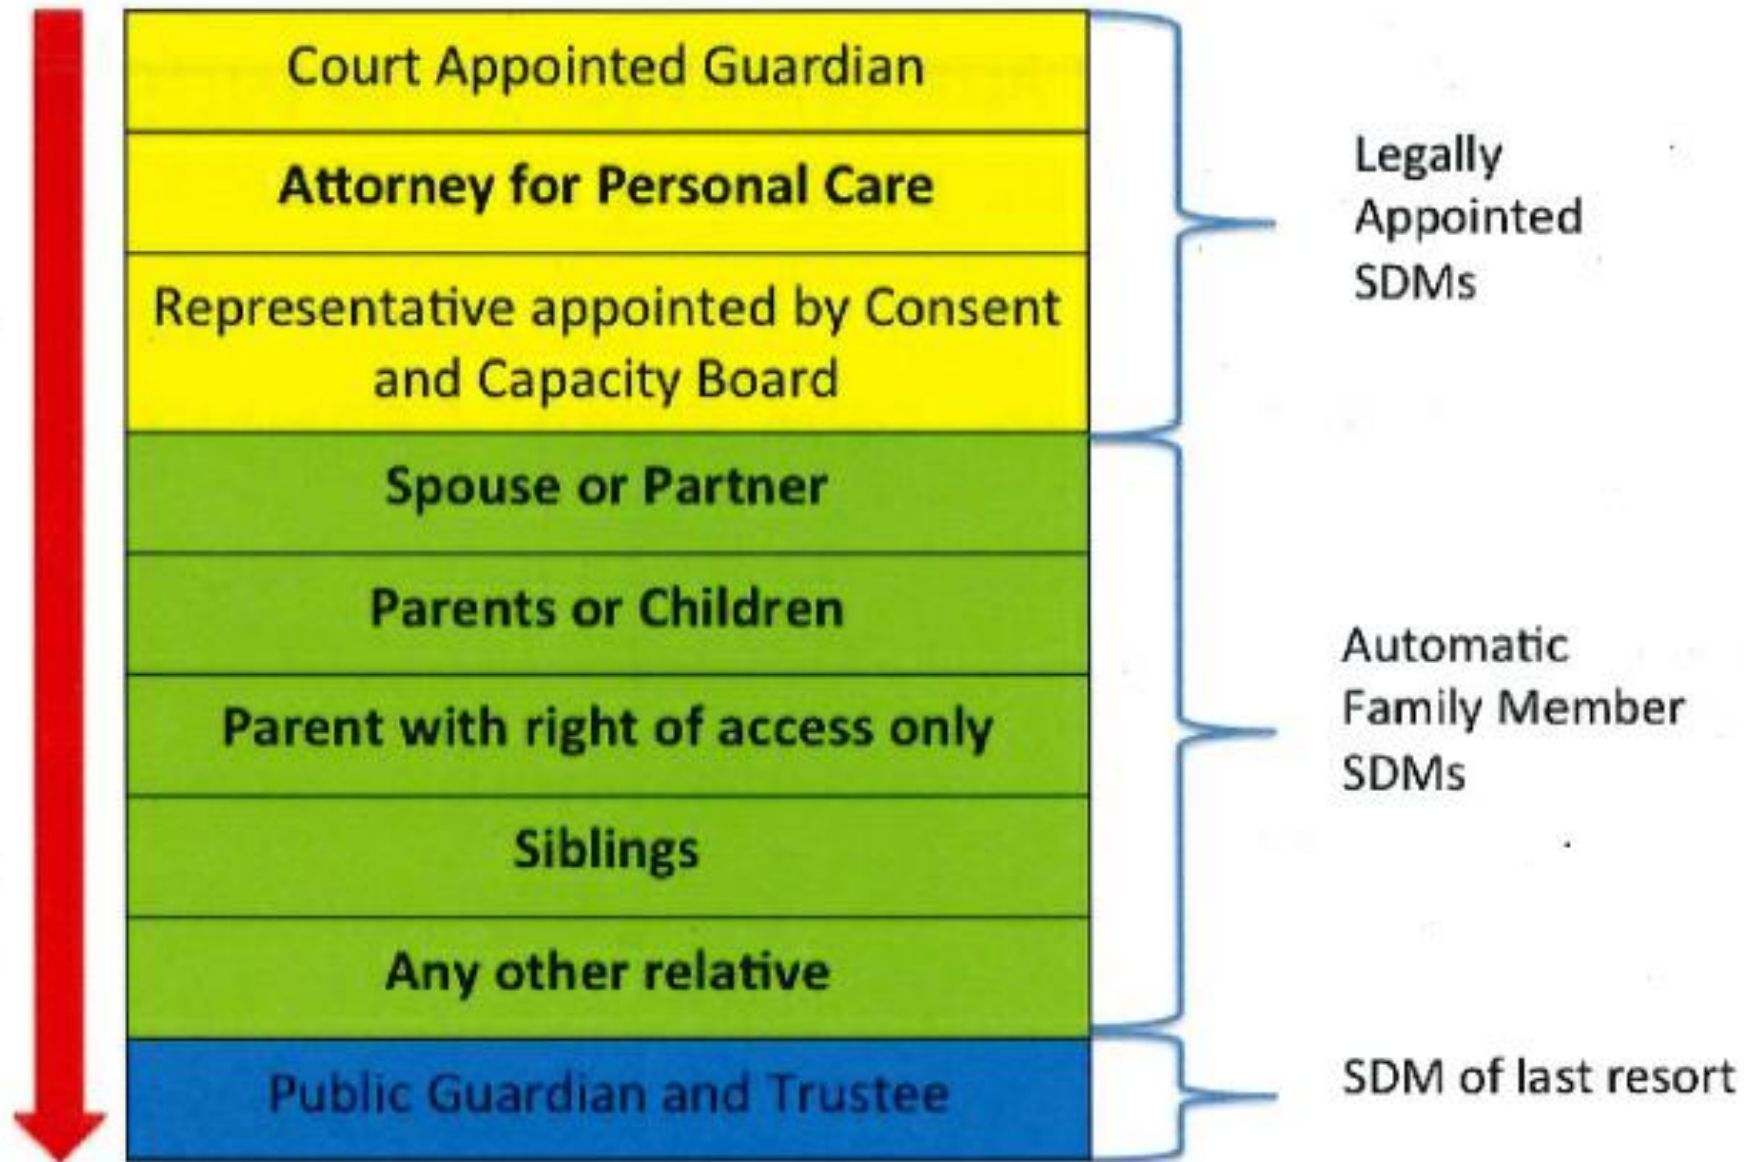 Court Appointed Guardian
Attorney for Personal Care
Representative appointed by Consent
and Capacity Board
Spouse or Partner
Parents or Children
Parent with right of access only
Siblings
Any other relative
Public Guardian and Trustee
Legally
Appointed
SDMs
Automatic
Family Member
SDMs
SDM of last resort